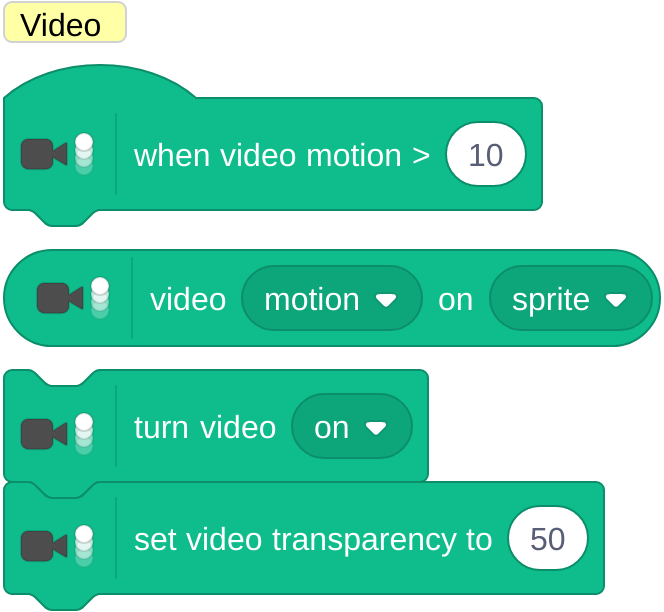 Video
when video motion > 10
video motion on sprite
turn video on
set video transparency to 50